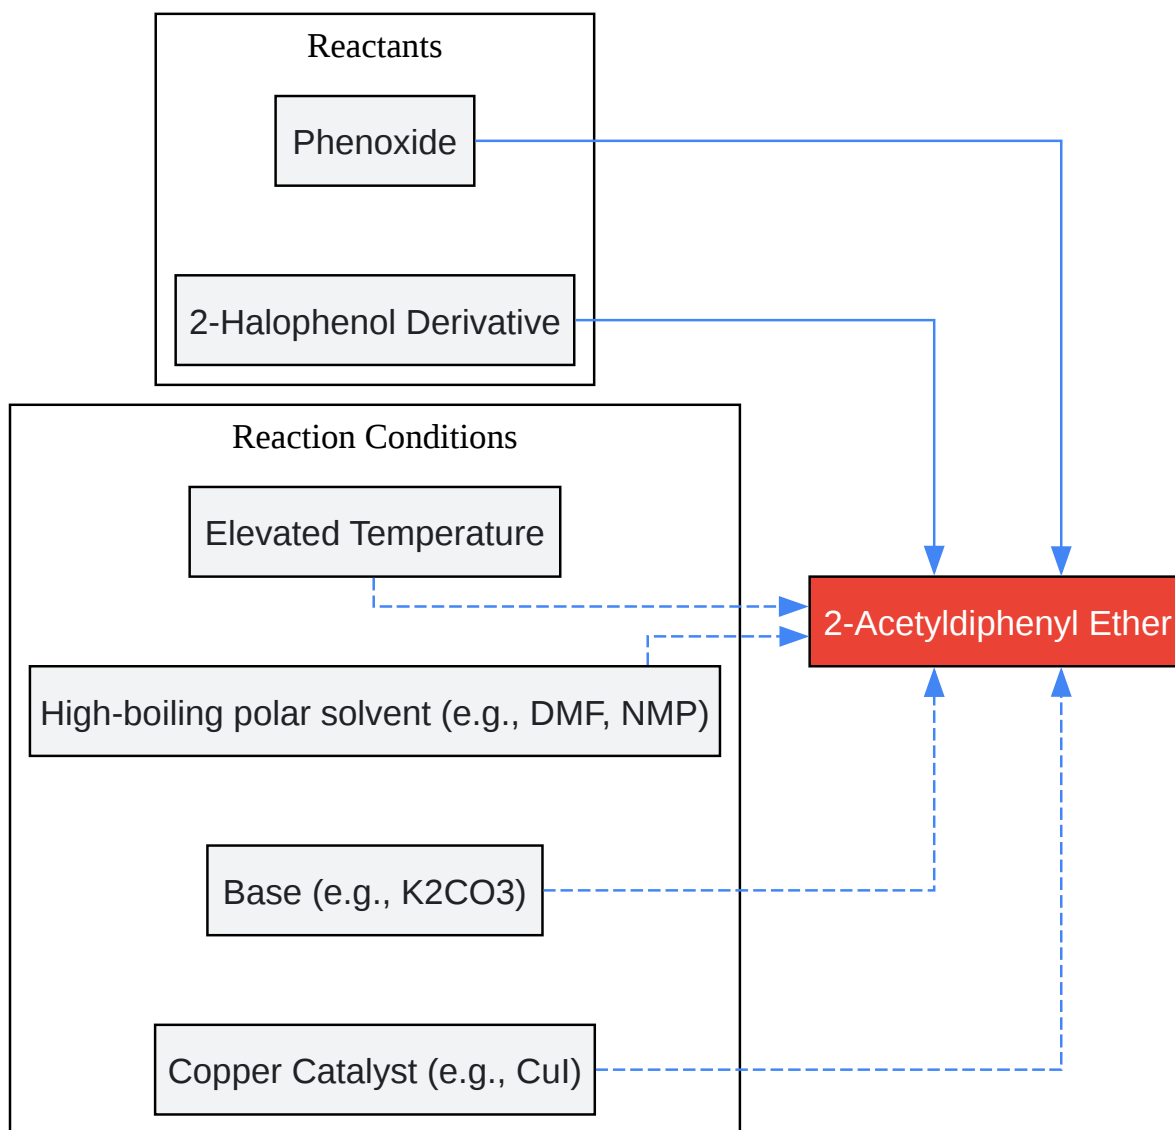 Reactants
Phenoxide
2-Halophenol Derivative
Reaction Conditions
Elevated Temperature
2-Acetyldiphenyl Ether
High-boiling polar solvent (e.g., DMF, NMP)
Base (e.g., K2CO3)
Copper Catalyst (e.g., CuI)